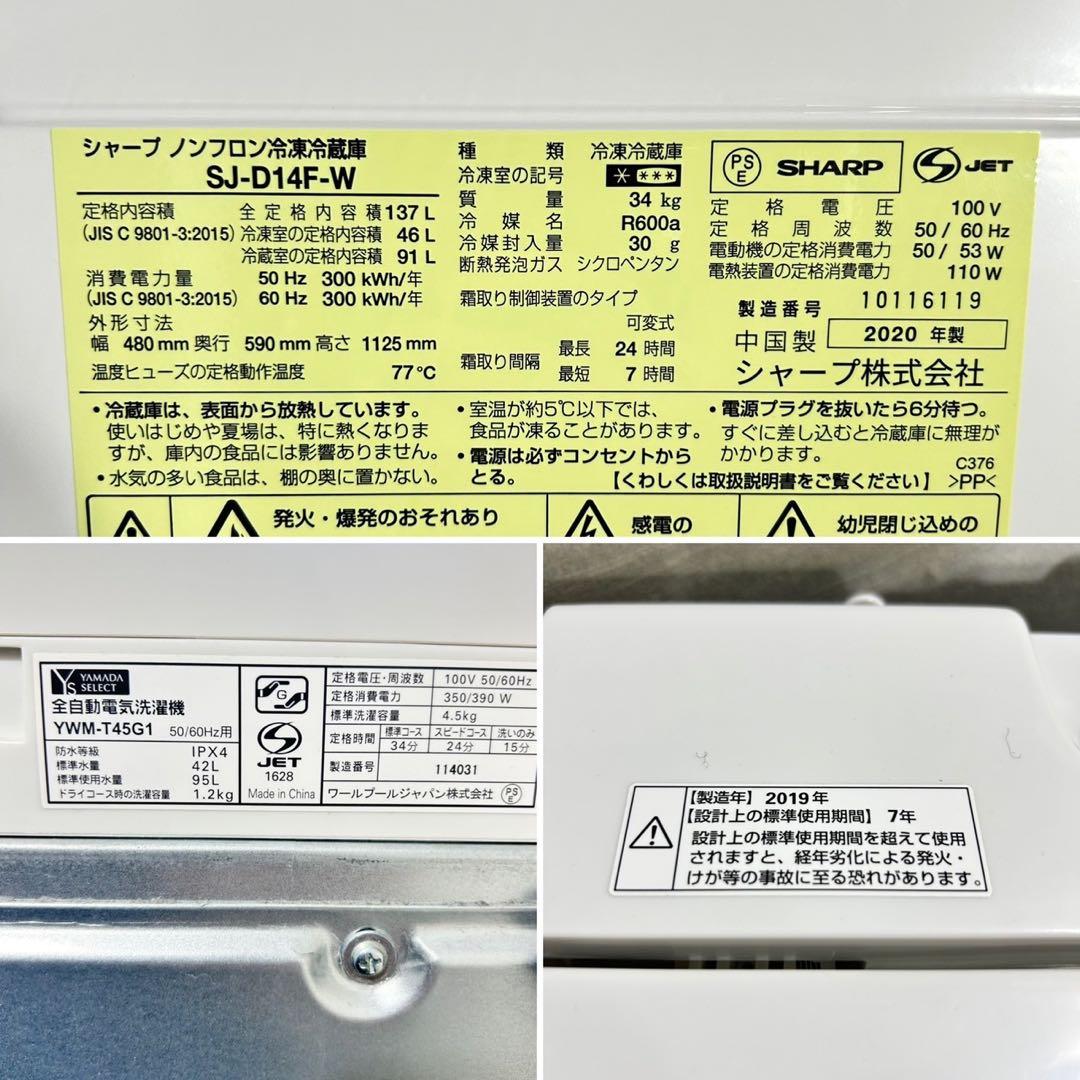 シャープ ノンフロン冷凍冷蔵庫
SJ-D14F-W
定格内容積 全定格内容積 137 L
(JIS C 9801-3:2015) 冷凍室の定格内容積 46 L
冷蔵室の定格内容積 91 L
消費電力量 50 Hz 300 kWh/年
(JIS C 9801-3:2015) 60 Hz 300 kWh/年
外形寸法
幅 480 mm 奥行 590 mm 高さ 1125 mm
温度ヒューズの定格動作温度 77℃
種類 冷凍冷蔵庫
冷凍室の記号 * ***
質量 34 kg
冷媒名 R600a
冷媒封入量 30 g
断熱発泡ガス シクロペンタン
霜取り制御装置のタイプ
可変式
霜取り間隔 最長 24 時間
最短 7 時間
PSE SHARP JET
定格電圧 100 V
定格周波数 50 / 60 Hz
電動機の定格消費電力 50 / 53 W
電熱装置の定格消費電力 110 W
製造番号 10116119
中国製 2020 年製
シャープ株式会社
・冷蔵庫は、表面から放熱しています。
使いはじめや夏場は、特に熱くなりま
すが、庫内の食品には影響ありません。
・水気の多い食品は、棚の奥に置かない。
・室温が約5℃以下では、
食品が凍ることがあります。
・電源は必ずコンセントから
とる。
・電源プラグを抜いたら6分待つ。
すぐに差し込むと冷蔵庫に無理が
かかります。
C376
【くわしくは取扱説明書をご覧ください】 >PP<
発火・爆発のおそれあり
感電の
幼児閉じ込めの
YS YAMADA
SELECT
全自動電気洗濯機
YWM-T45G1 50/60Hz用
防水等級 IPX4
標準水量 42L
標準使用水量 95L
ドライコース時の洗濯容量 1.2kg
G
JET
1628
Made in China
定格電圧・周波数 100V 50/60Hz
定格消費電力 350/390 W
標準洗濯容量 4.5kg
定格時間 標準コース スピードコース 洗いのみ
34分 24分 15分
製造番号 114031
ワールプールジャパン株式会社 PSE
【製造年】2019年
【設計上の標準使用期間】7年
設計上の標準使用期間を超えて使用
されますと、経年劣化による発火・
けが等の事故に至る恐れがあります。